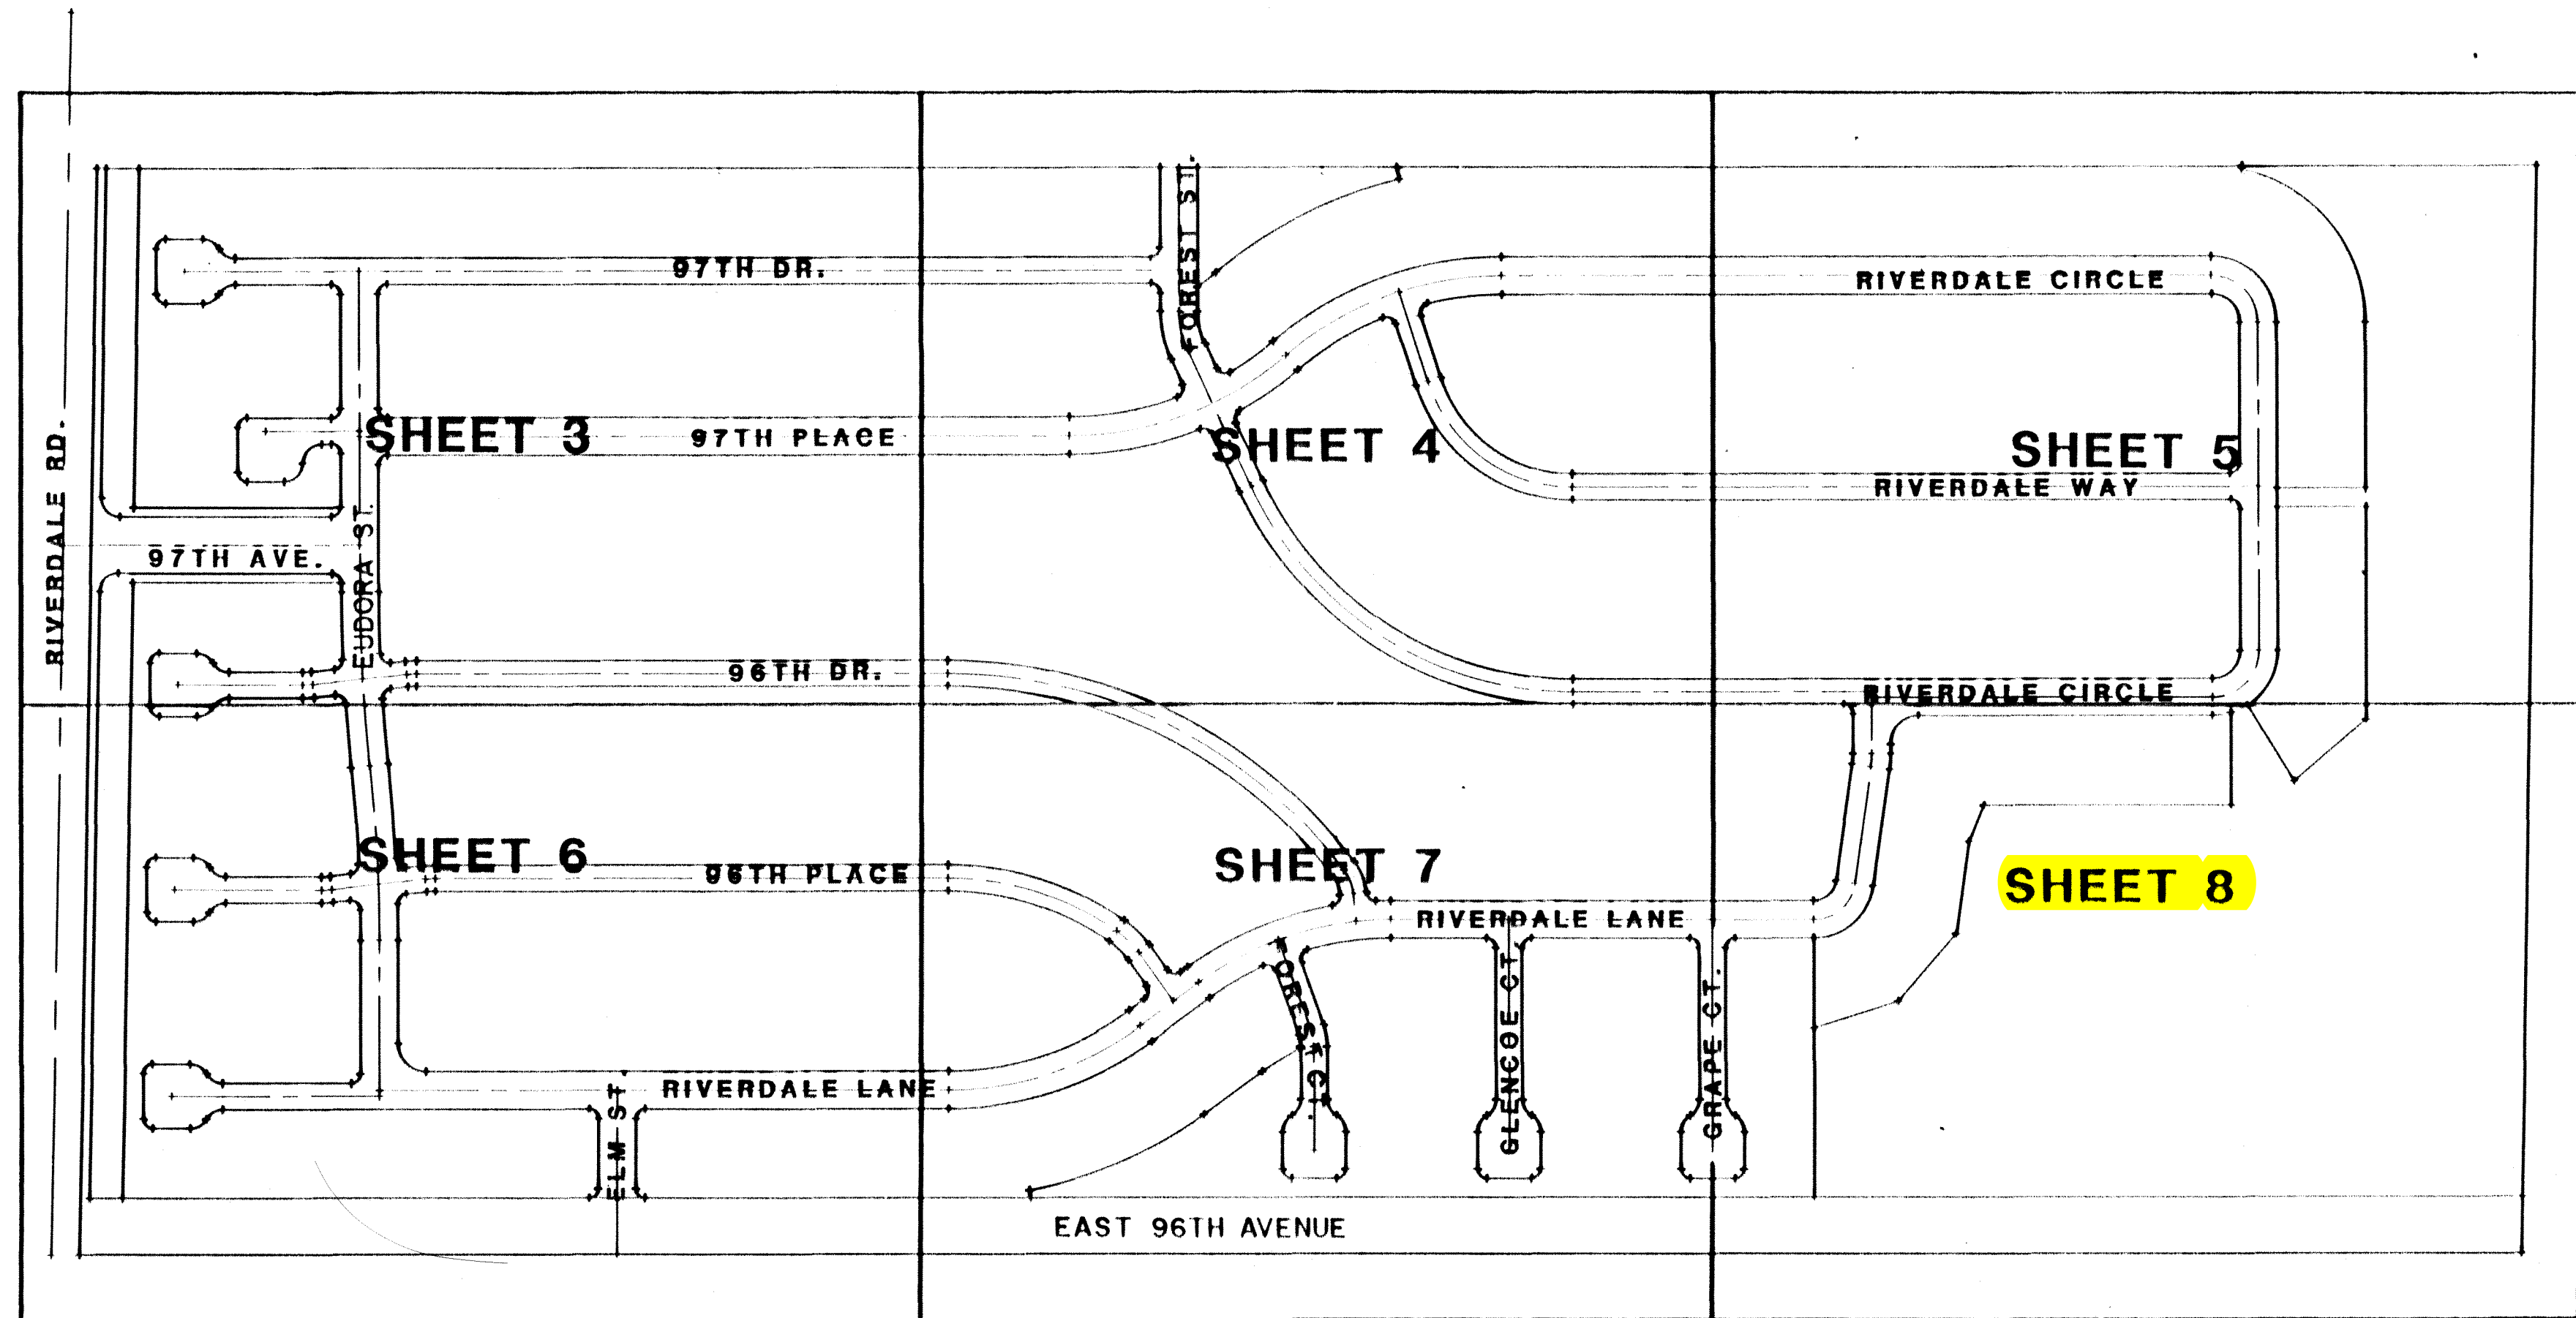 FOREST ST.
97TH DR.
RIVERDALE CIRCLE
SHEET 3
97TH PLACE
SHEET 4
SHEET 5
RIVERDALE WAY
RIVERDALE RD.
97TH AVE.
EUDORA ST.
96TH DR.
RIVERDALE CIRCLE
SHEET 6
96TH PLACE
SHEET 7
SHEET 8
RIVERDALE LANE
FOREST CT.
GLENCOE CT.
GRAPE CT.
RIVERDALE LANE
ELM ST.
EAST 96TH AVENUE